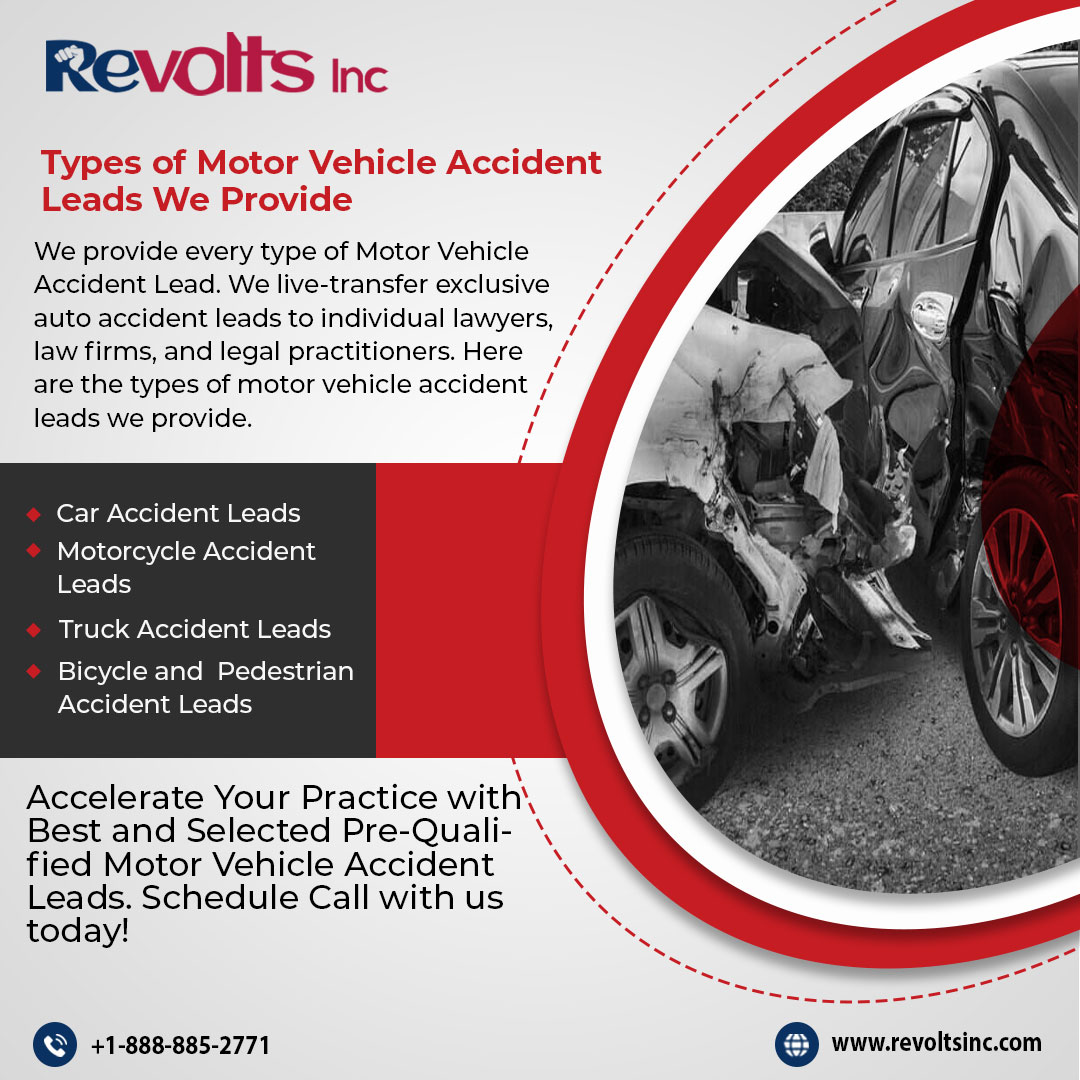 Revolts Inc
Types of Motor Vehicle Accident
Leads We Provide
We provide every type of Motor Vehicle
Accident Lead. We live-transfer exclusive
auto accident leads to individual lawyers,
law firms, and legal practitioners. Here
are the types of motor vehicle accident
leads we provide.
Car Accident Leads
Motorcycle Accident
Leads
Truck Accident Leads
Bicycle and Pedestrian
Accident Leads
Accelerate Your Practice with
Best and Selected Pre-Quali-
fied Motor Vehicle Accident
Leads. Schedule Call with us
today!
+1-888-885-2771
www.revoltsinc.com